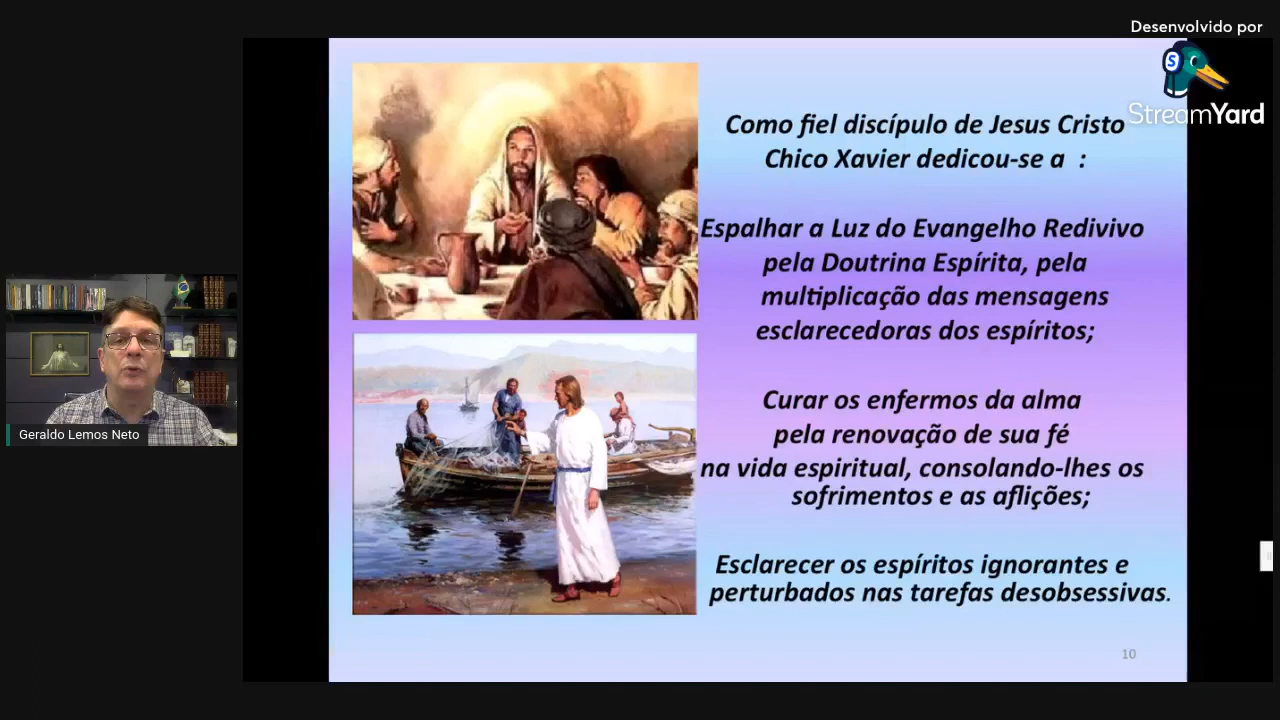 Desenvolvido por
StreamYard
Como fiel discípulo de Jesus Cristo
Chico Xavier dedicou-se a :
Espalhar a Luz do Evangelho Redivivo
pela Doutrina Espírita, pela
multiplicação das mensagens
esclarecedoras dos espíritos;
Curar os enfermos da alma
pela renovação de sua fé
na vida espiritual, consolando-lhes os
sofrimentos e as aflições;
Esclarecer os espíritos ignorantes e
perturbados nas tarefas desobsessivas.
10
Geraldo Lemos Neto